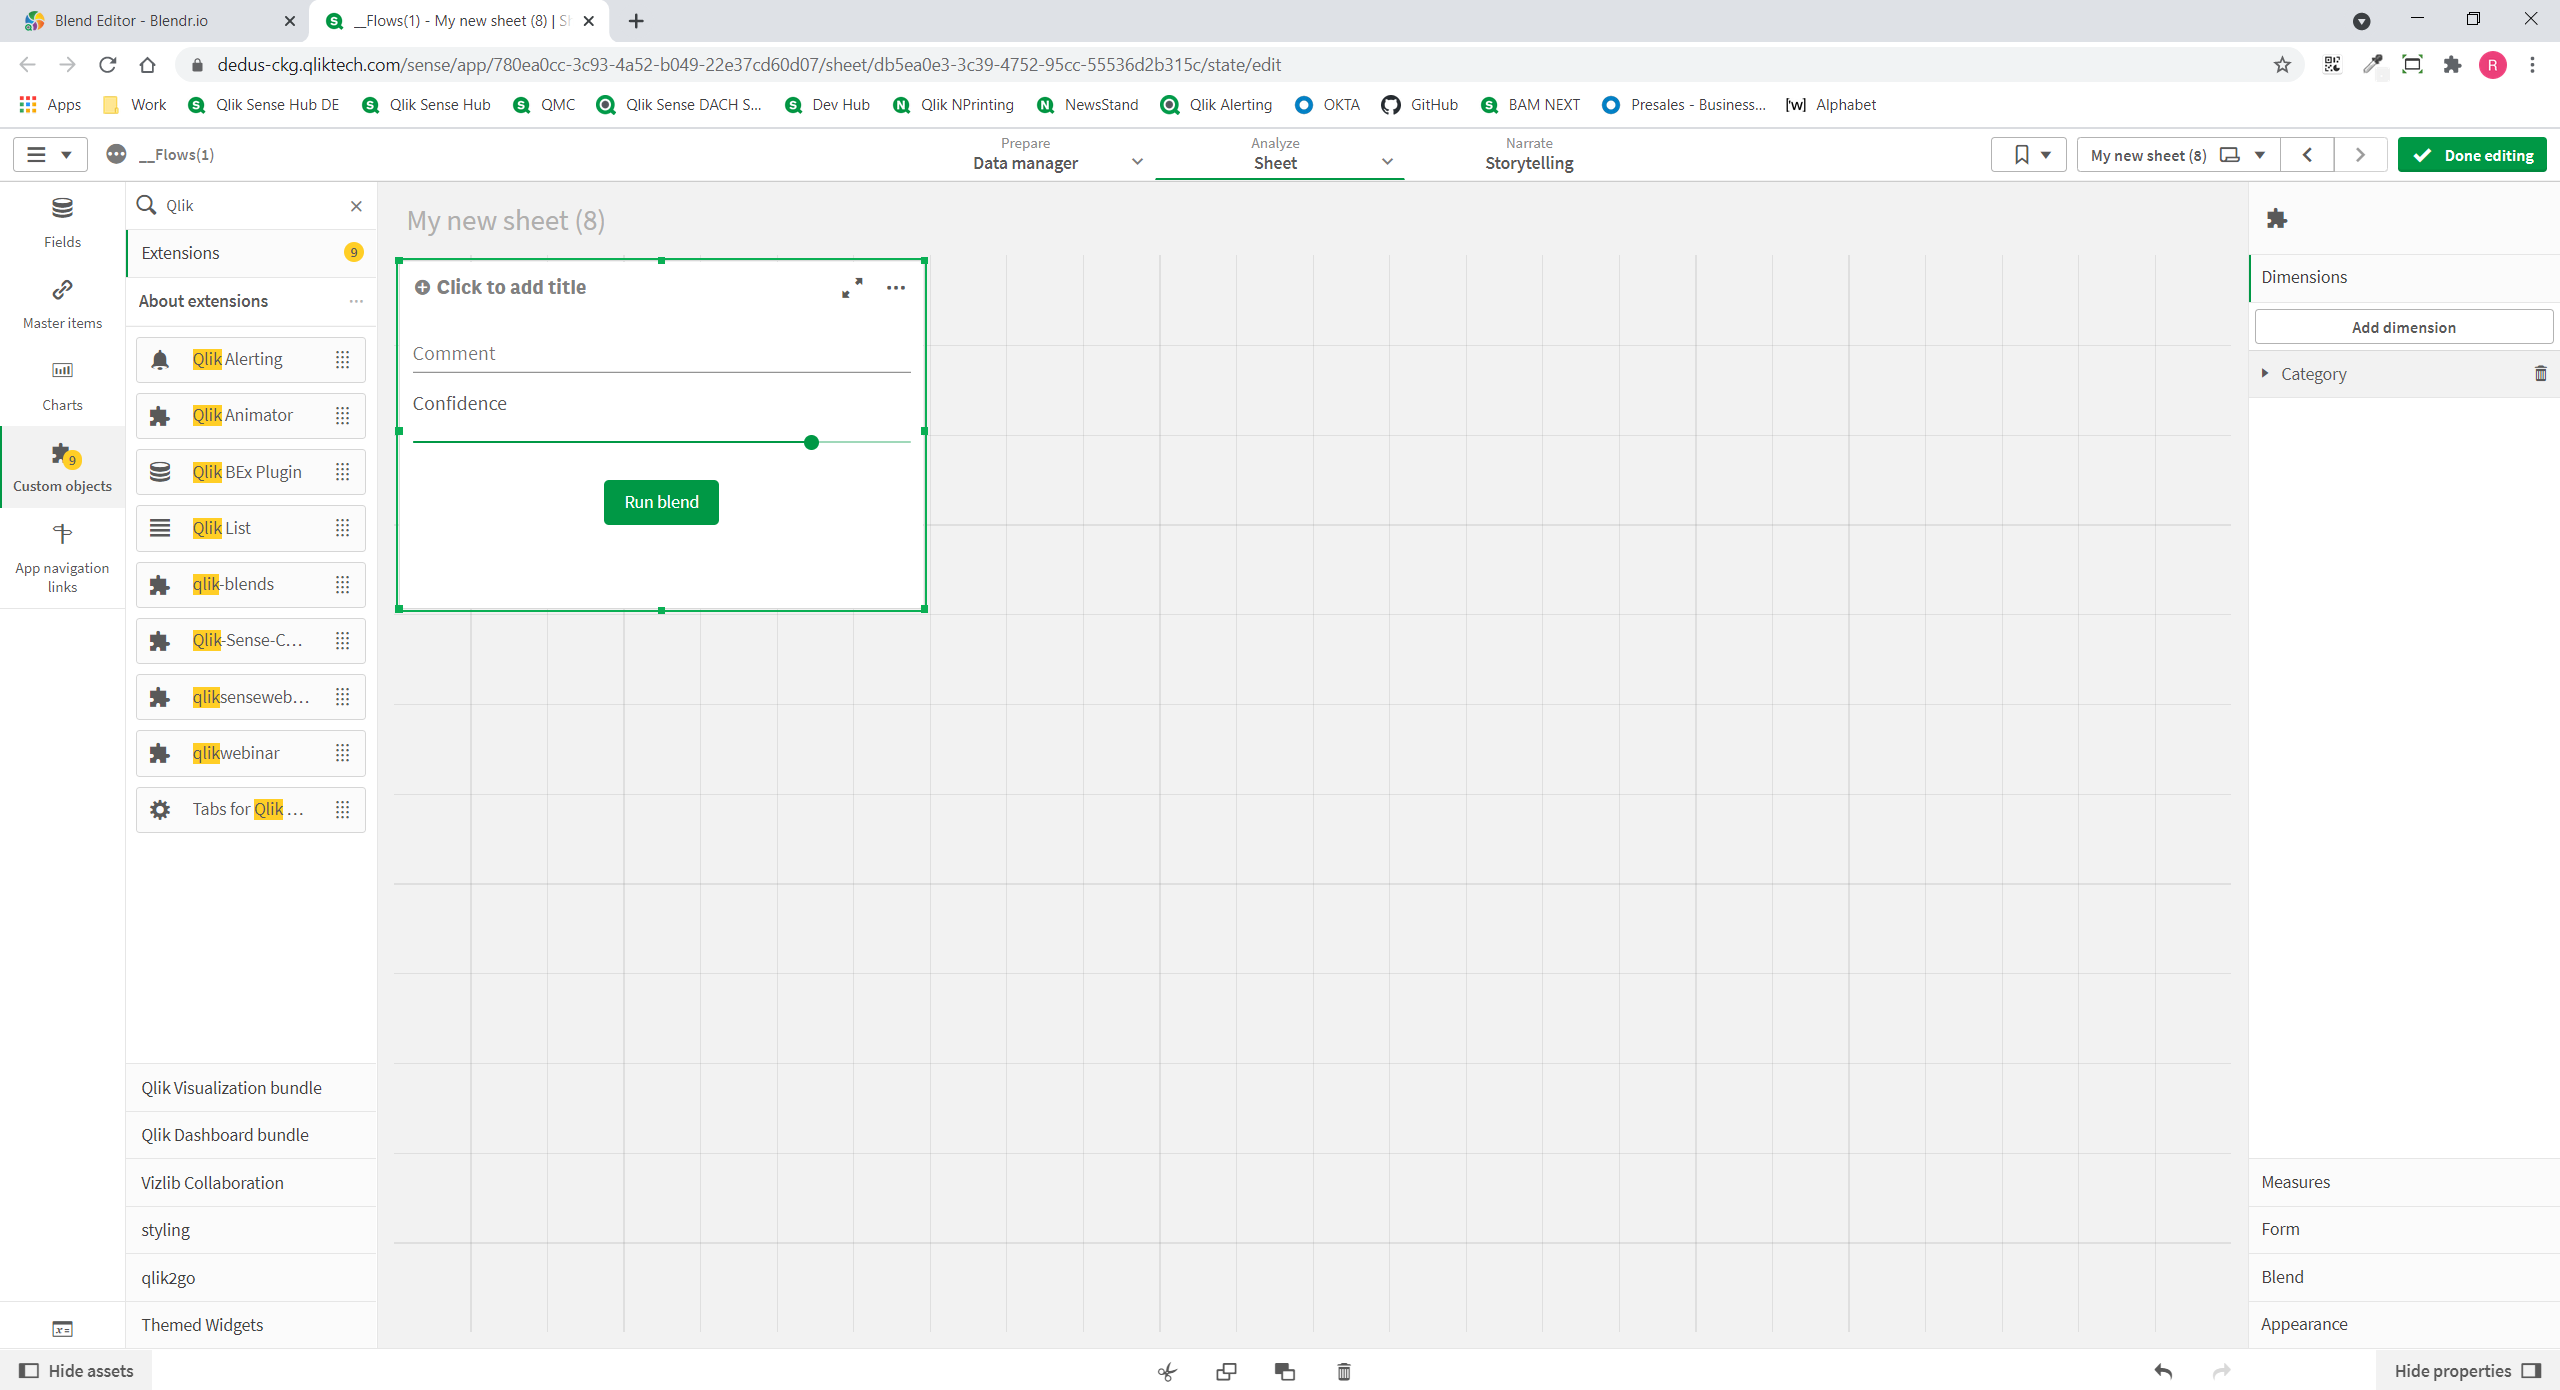 Blend Editor - Blendr.io
__Flows(1) - My new sheet (8) | S
dedus-ckg.qliktech.com/sense/app/780ea0cc-3c93-4a52-b049-22e37cd60d07/sheet/db5ea0e3-3c39-4752-95cc-55536d2b315c/state/edit
R
Apps Work Qlik Sense Hub DE Qlik Sense Hub QMC Qlik Sense DACH S... Dev Hub Qlik NPrinting NewsStand Qlik Alerting OKTA GitHub BAM NEXT Presales - Business... Alphabet
__Flows(1)
Prepare
Data manager
Analyze
Sheet
Narrate
Storytelling
My new sheet (8)
Done editing
Fields
Master items
Charts
9
Custom objects
App navigation
links
Qlik
Extensions 9
About extensions
Qlik Alerting
Qlik Animator
Qlik BEx Plugin
Qlik List
qlik-blends
Qlik-Sense-C...
qliksenseweb...
qlikwebinar
Tabs for Qlik ...
Qlik Visualization bundle
Qlik Dashboard bundle
Vizlib Collaboration
styling
qlik2go
Themed Widgets
My new sheet (8)
Click to add title
Comment
Confidence
Run blend
Dimensions
Add dimension
Category
Measures
Form
Blend
Appearance
Hide assets
Hide properties